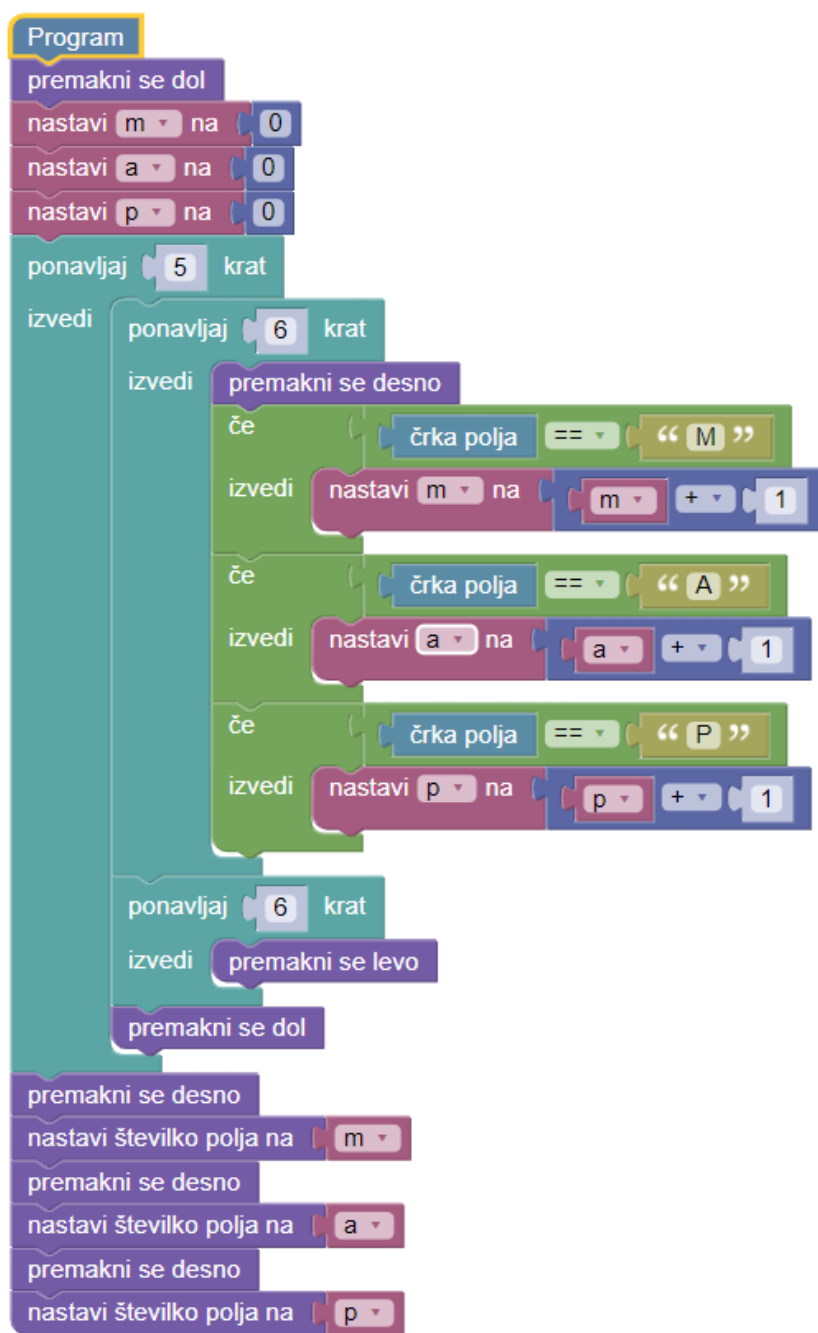 Program
premakni se dol
nastavi m na 0
nastavi a na 0
nastavi p na 0
ponavljaj 5 krat
izvedi
ponavljaj 6 krat
izvedi
premakni se desno
če črka polja == “ M ”
izvedi nastavi m na m + 1
če črka polja == “ A ”
izvedi nastavi a na a + 1
če črka polja == “ P ”
izvedi nastavi p na p + 1
ponavljaj 6 krat
izvedi premakni se levo
premakni se dol
premakni se desno
nastavi številko polja na m
premakni se desno
nastavi številko polja na a
premakni se desno
nastavi številko polja na p